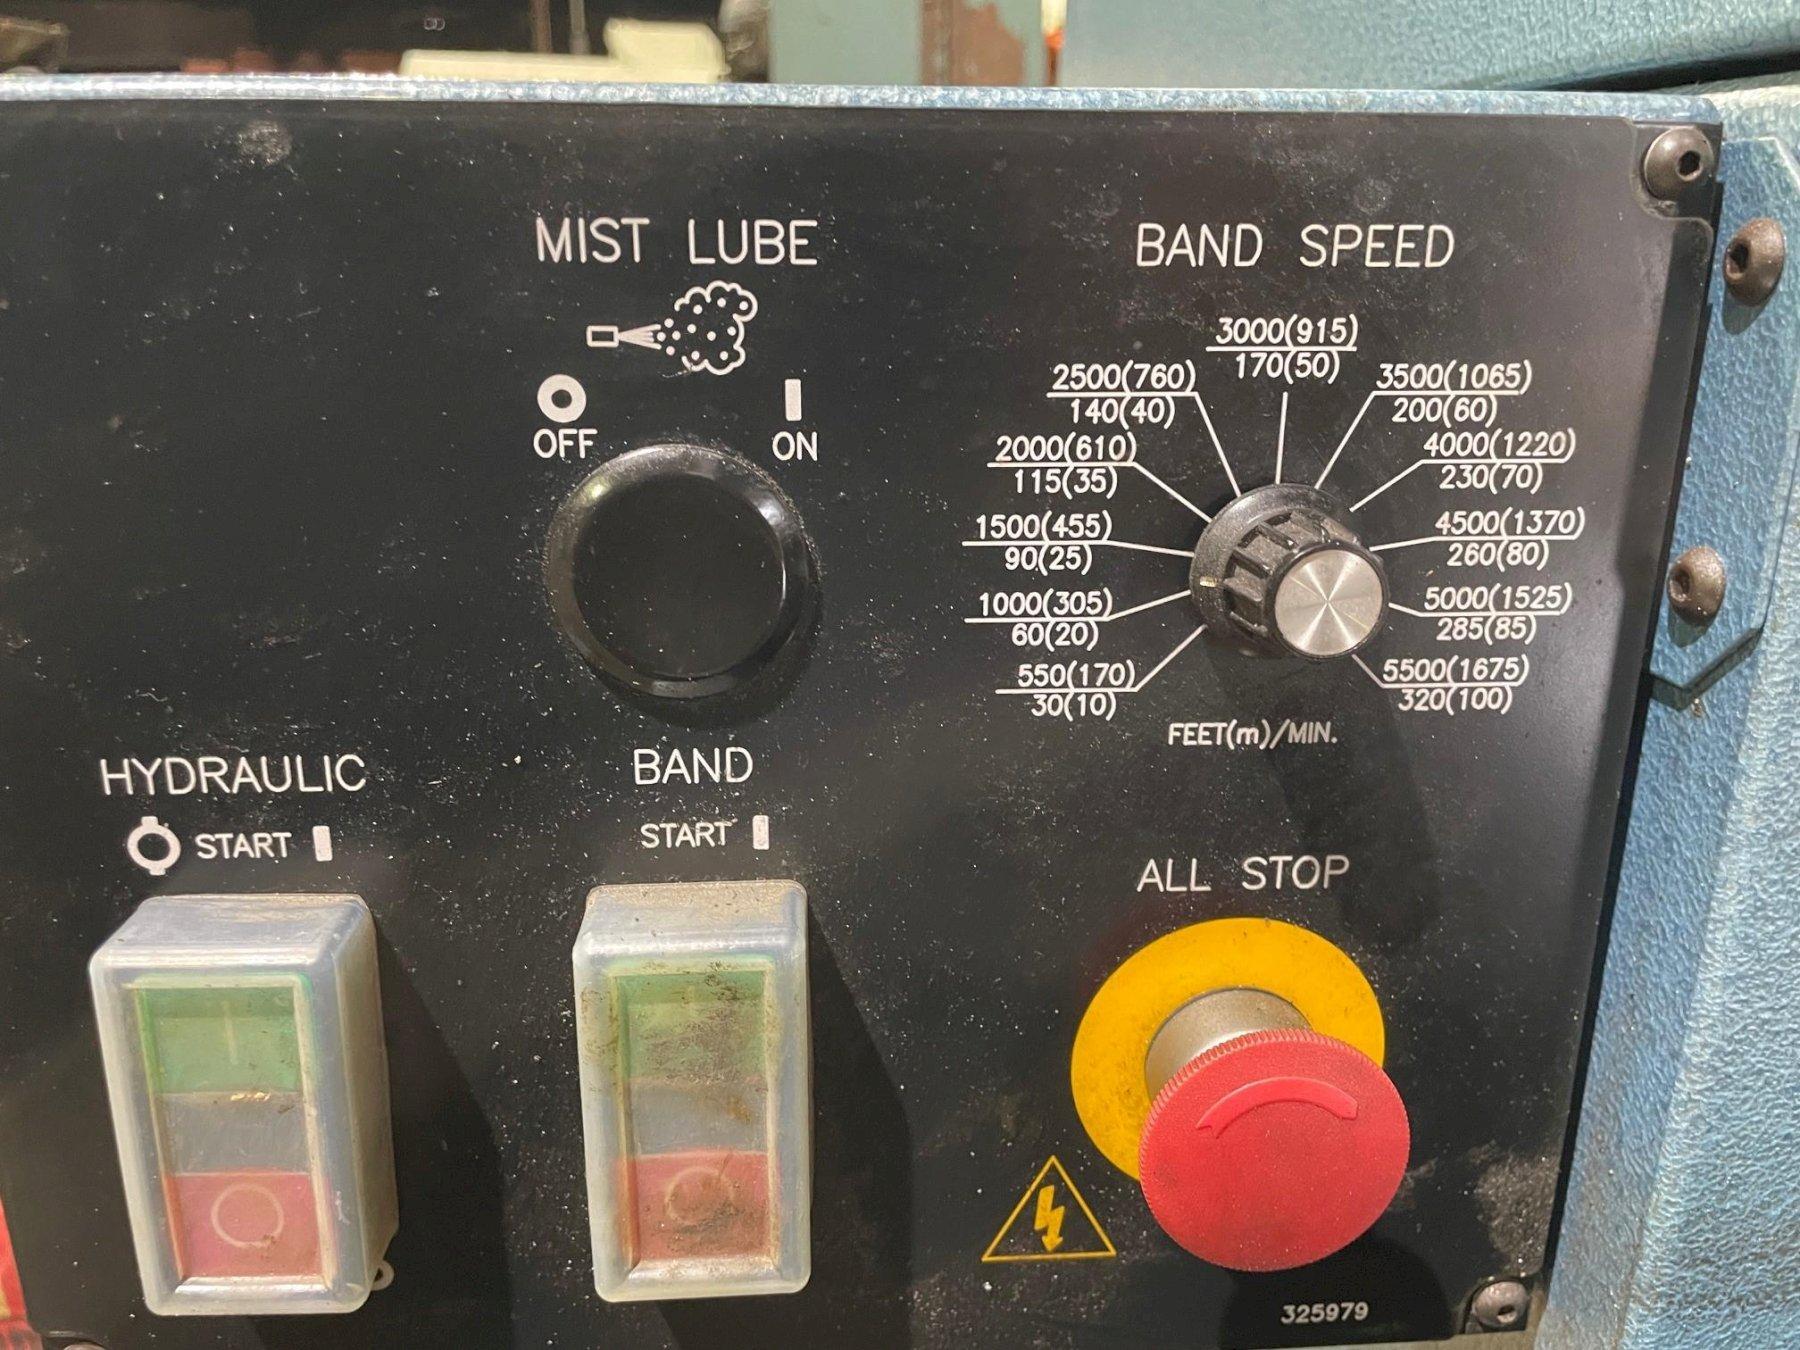 MIST LUBE
OFF
ON
BAND SPEED
3000(915)
170(50)
2500(760)
140(40)
3500(1065)
200(60)
2000(610)
115(35)
4000(1220)
230(70)
1500(455)
90(25)
4500(1370)
260(80)
1000(305)
60(20)
5000(1525)
285(85)
550(170)
30(10)
5500(1675)
320(100)
FEET(m)/MIN.
HYDRAULIC
START
BAND
START
ALL STOP
325979